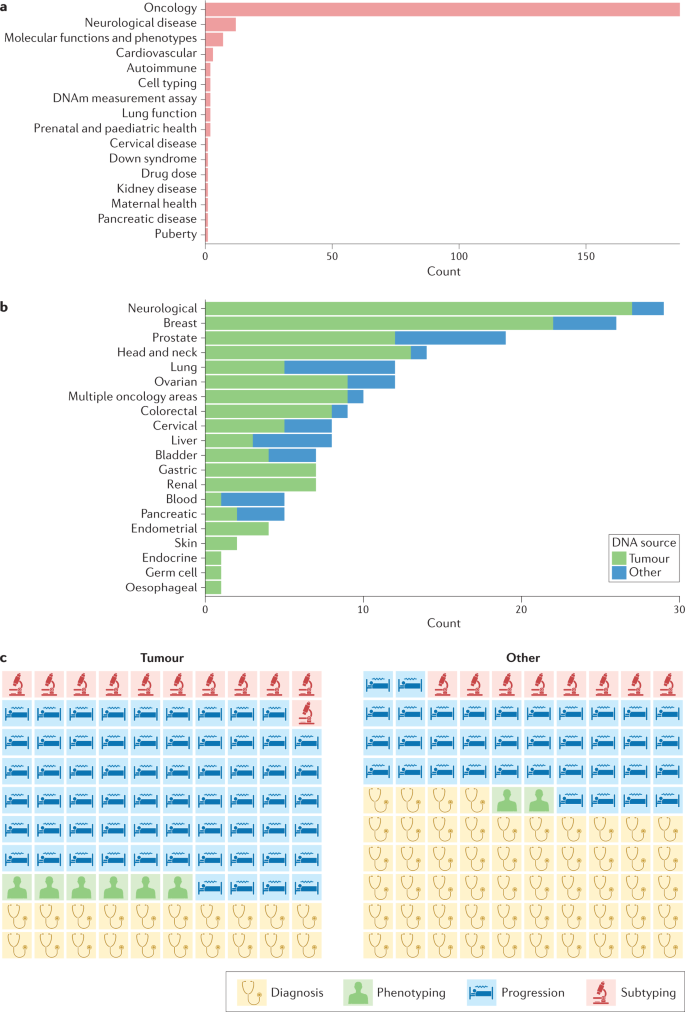 a
Oncology
Neurological disease
Molecular functions and phenotypes
Cardiovascular
Autoimmune
Cell typing
DNAm measurement assay
Lung function
Prenatal and paediatric health
Cervical disease
Down syndrome
Drug dose
Kidney disease
Maternal health
Pancreatic disease
Puberty
0 50 100 150
Count
b
Neurological
Breast
Prostate
Head and neck
Lung
Ovarian
Multiple oncology areas
Colorectal
Cervical
Liver
Bladder
Gastric
Renal
Blood
Pancreatic
Endometrial
Skin
Endocrine
Germ cell
Oesophageal
DNA source
Tumour
Other
0 10 20 30
Count
c Tumour Other
Diagnosis Phenotyping Progression Subtyping